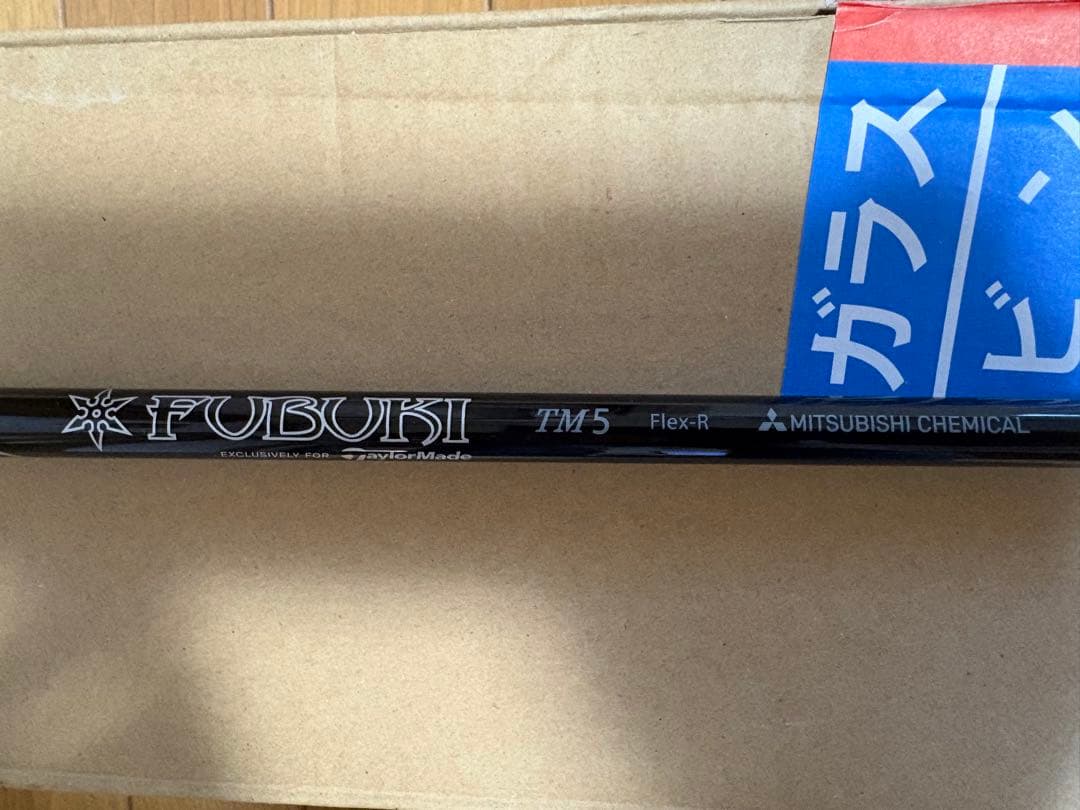 FUBUKI TM5 Flex-R MITSUBISHI CHEMICAL
EXCLUSIVELY FOR TaylorMade
ガラス
ビン